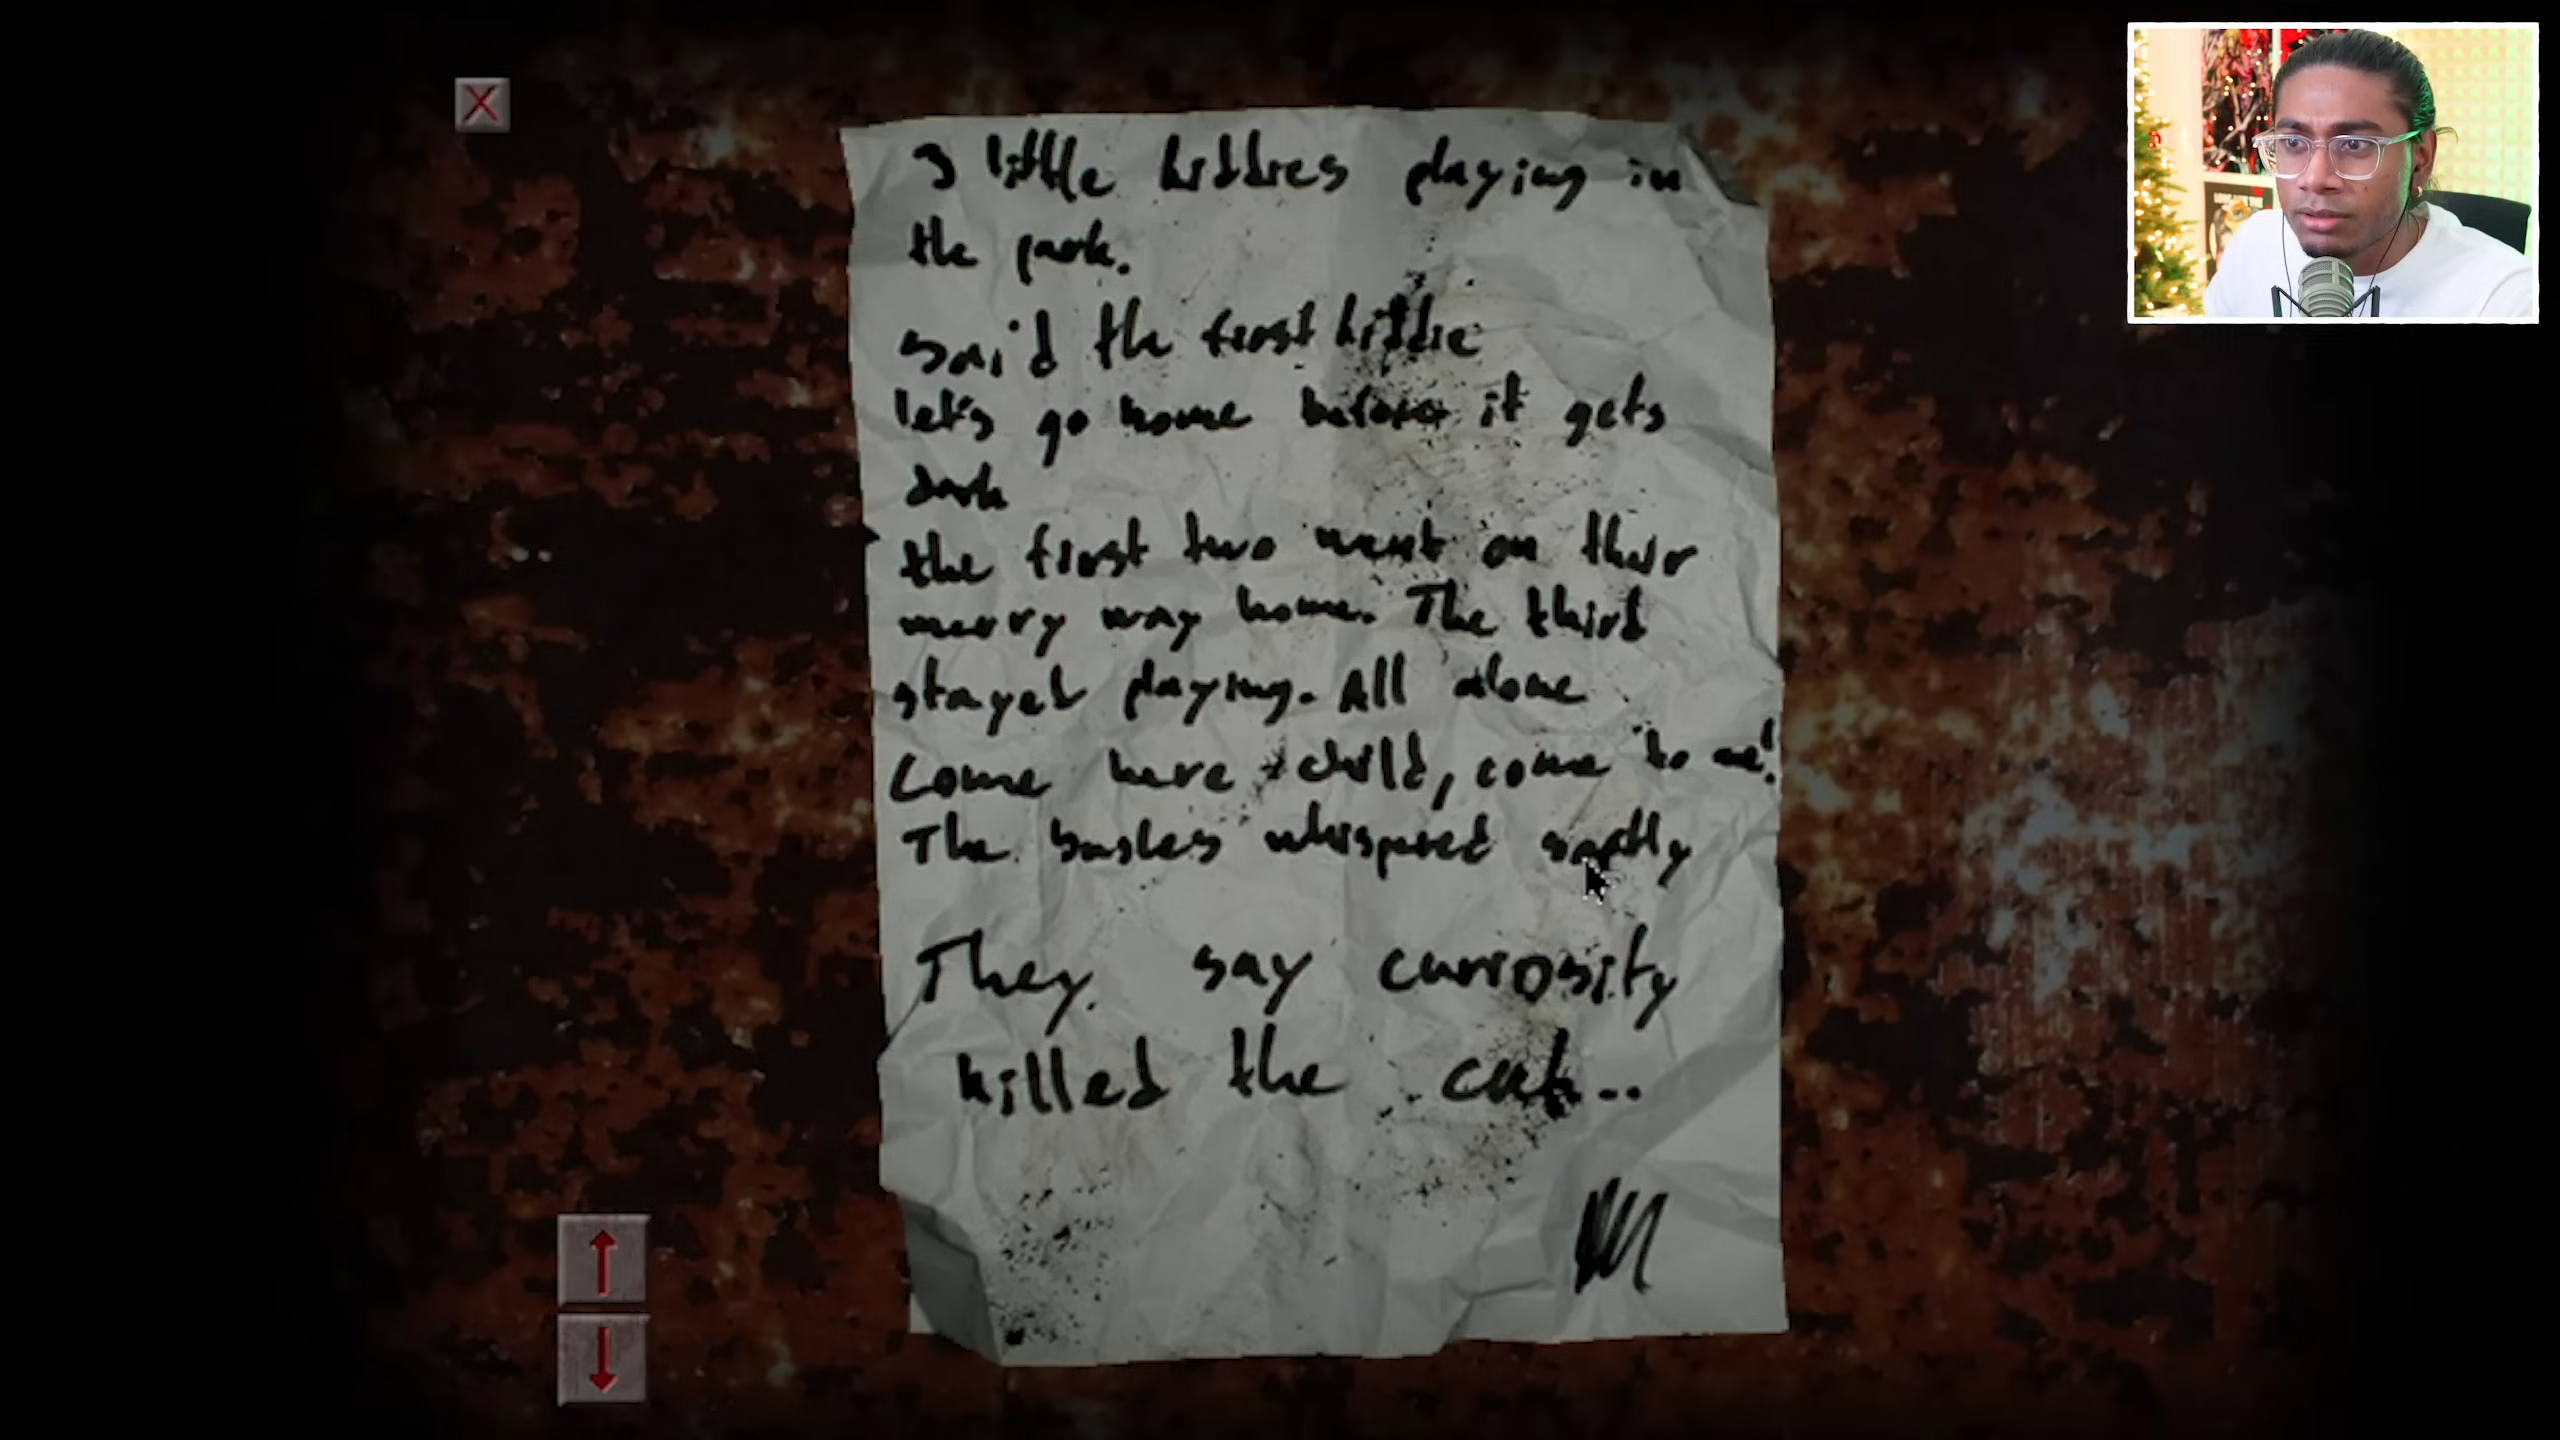 3 little kiddies playing in
the park.
said the first kiddie
let's go home before it gets
dark
the first two went on their
merry way home. The third
stayed playing. All alone
Come here child, come to me!
The bushes whispered softly
They say curiosity
killed the cat..